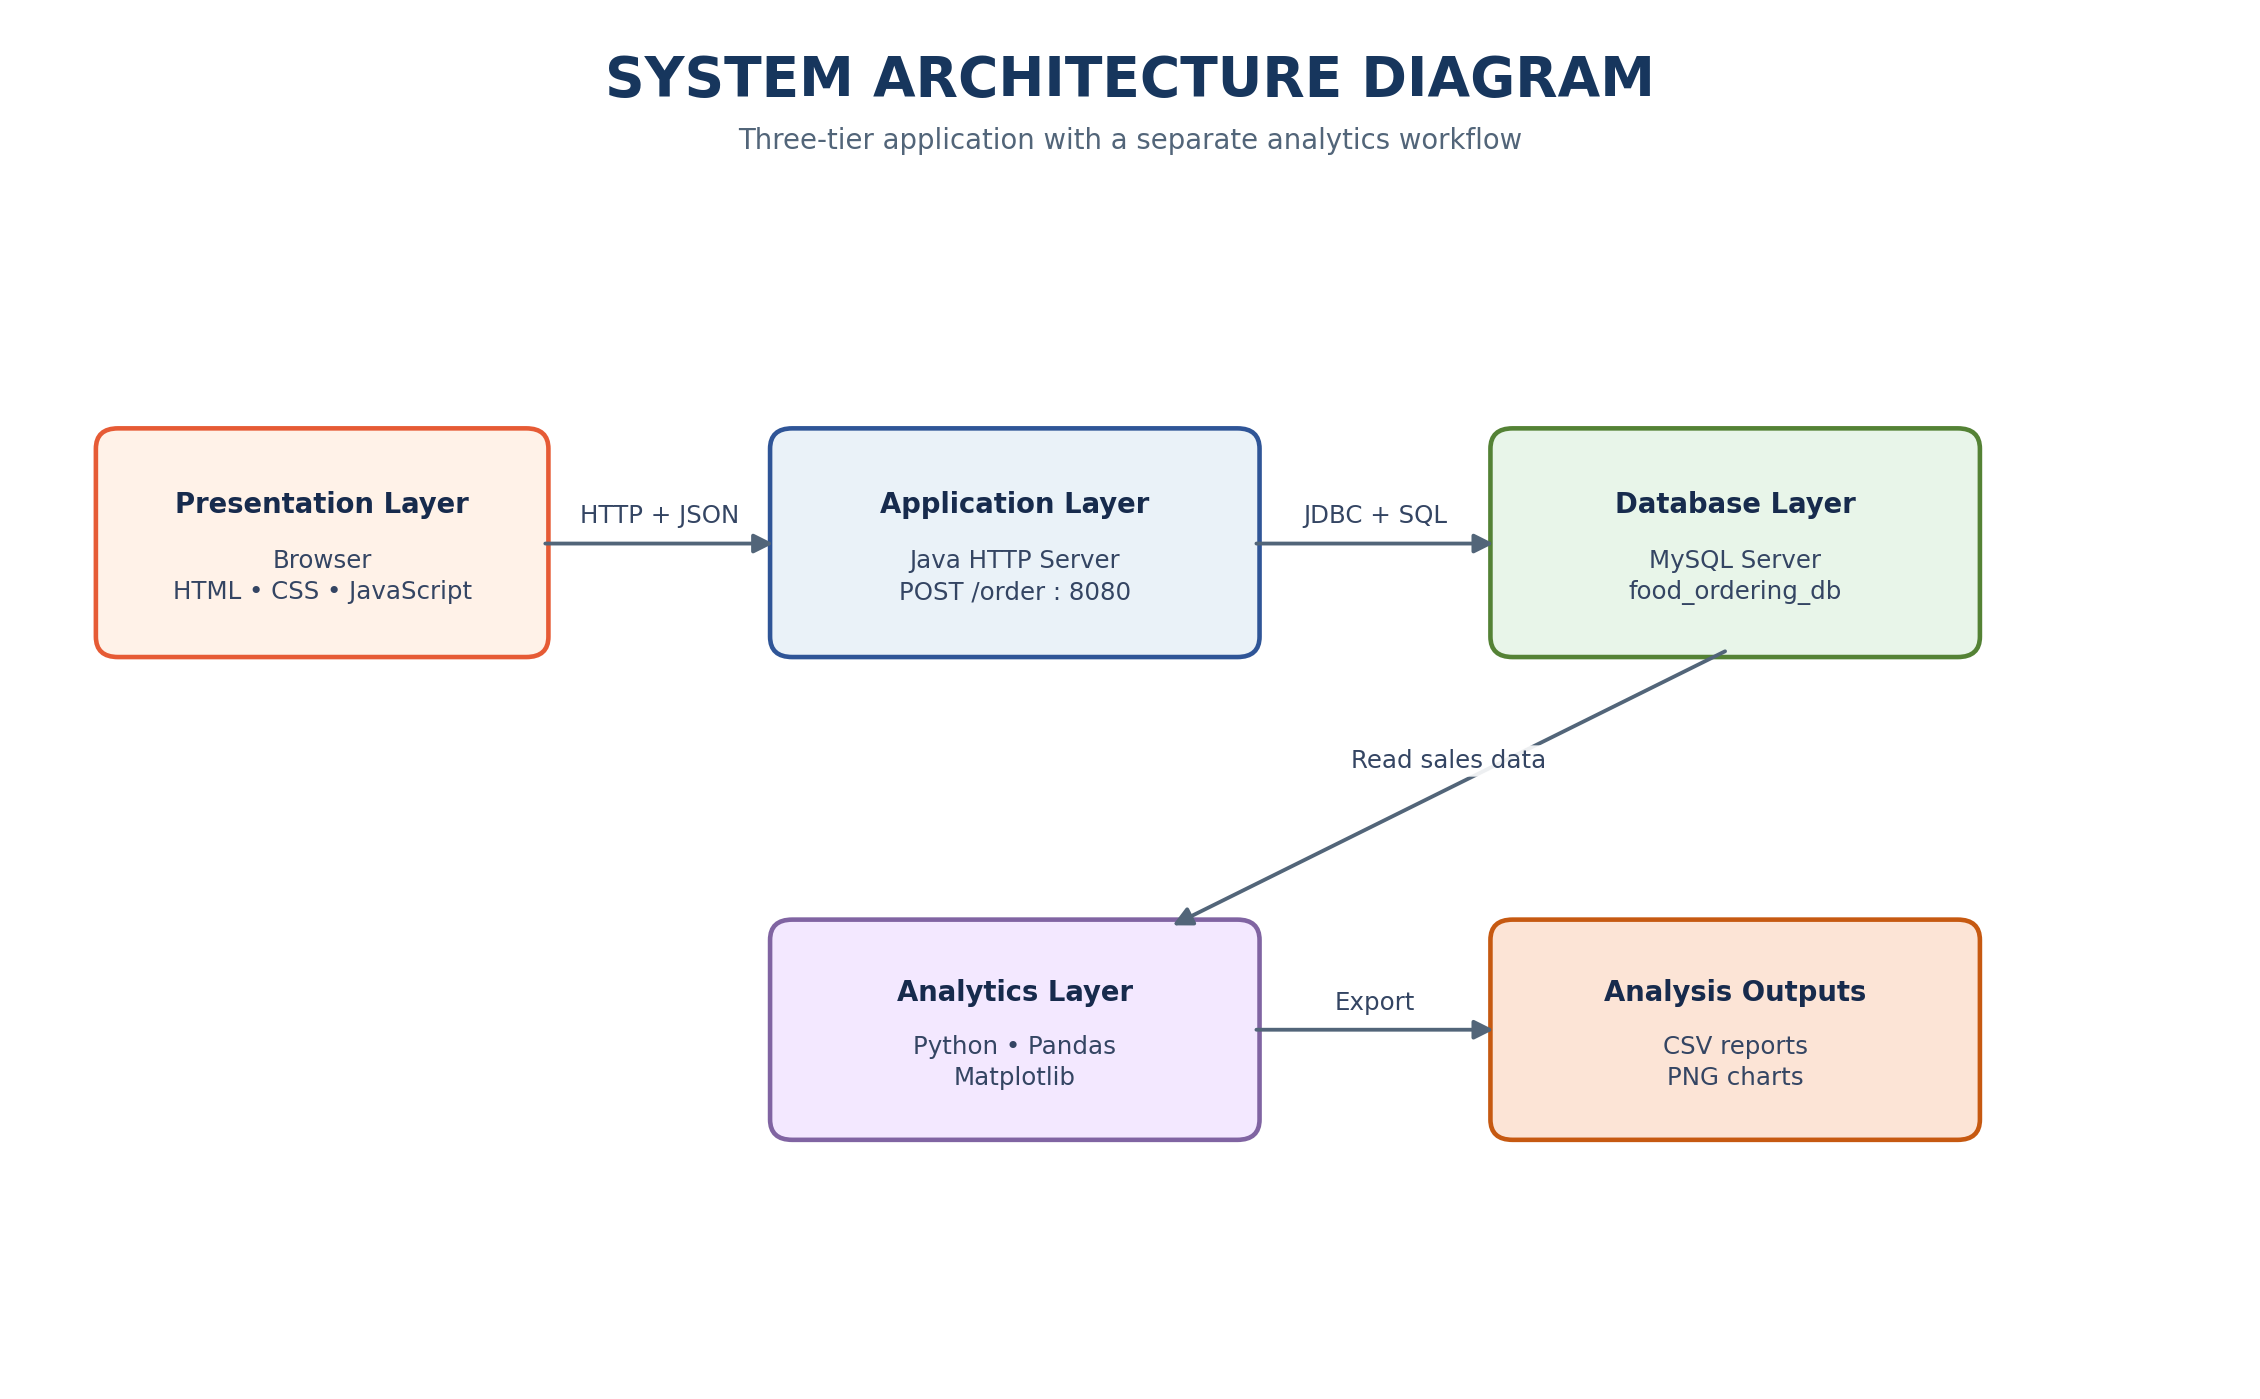 SYSTEM ARCHITECTURE DIAGRAM
Three-tier application with a separate analytics workflow
Presentation Layer
Browser
HTML • CSS • JavaScript
HTTP + JSON
Application Layer
Java HTTP Server
POST /order : 8080
JDBC + SQL
Database Layer
MySQL Server
food_ordering_db
Read sales data
Analytics Layer
Python • Pandas
Matplotlib
Export
Analysis Outputs
CSV reports
PNG charts